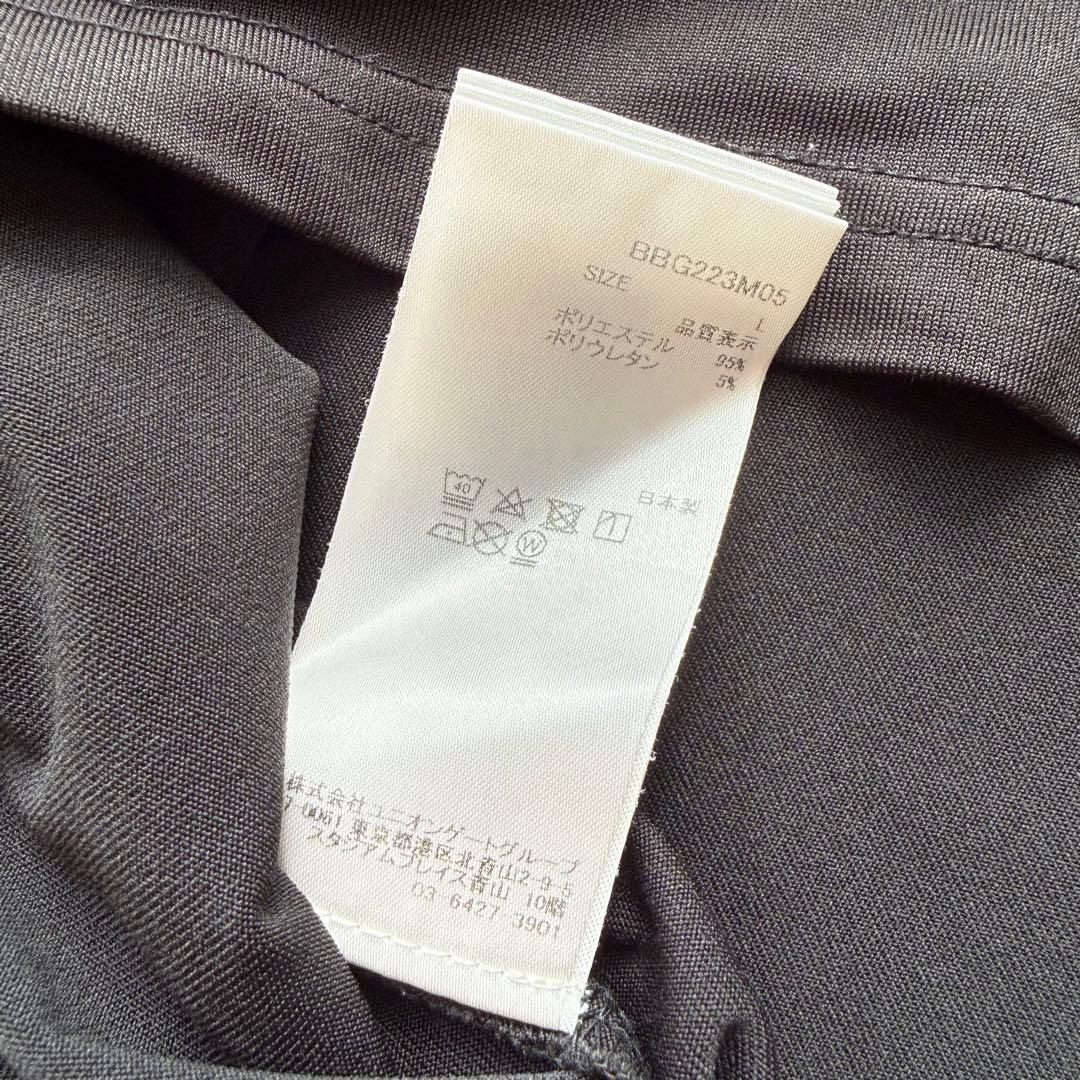 BBG223M05
SIZE L
品質表示
ポリエステル 95%
ポリウレタン 5%
日本製
40
W
株式会社ユニオンゲートグループ
東京都港区北青山2-9-5
スタジアムプレイス青山 10階
03-6427 3901